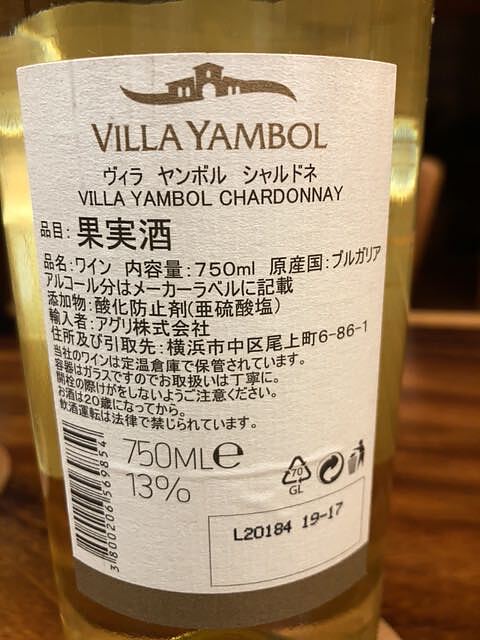 VILLA YAMBOL
ヴィラ ヤンボル シャルドネ
VILLA YAMBOL CHARDONNAY
品目:果実酒
品名:ワイン 内容量:750ml 原産国:ブルガリア
アルコール分はメーカーラベルに記載
添加物:酸化防止剤(亜硫酸塩)
輸入者:アグリ株式会社
住所及び引取先:横浜市中区尾上町6-86-1
当社のワインは定温倉庫で保管されています。
容器はガラスですのでお取扱いは丁寧に。
開栓の際けがをしないようご注意ください。
お酒は20歳になってから。
飲酒運転は法律で禁じられています。
750ML℮
13%
70
GL
L20184 19-17
3800206569854